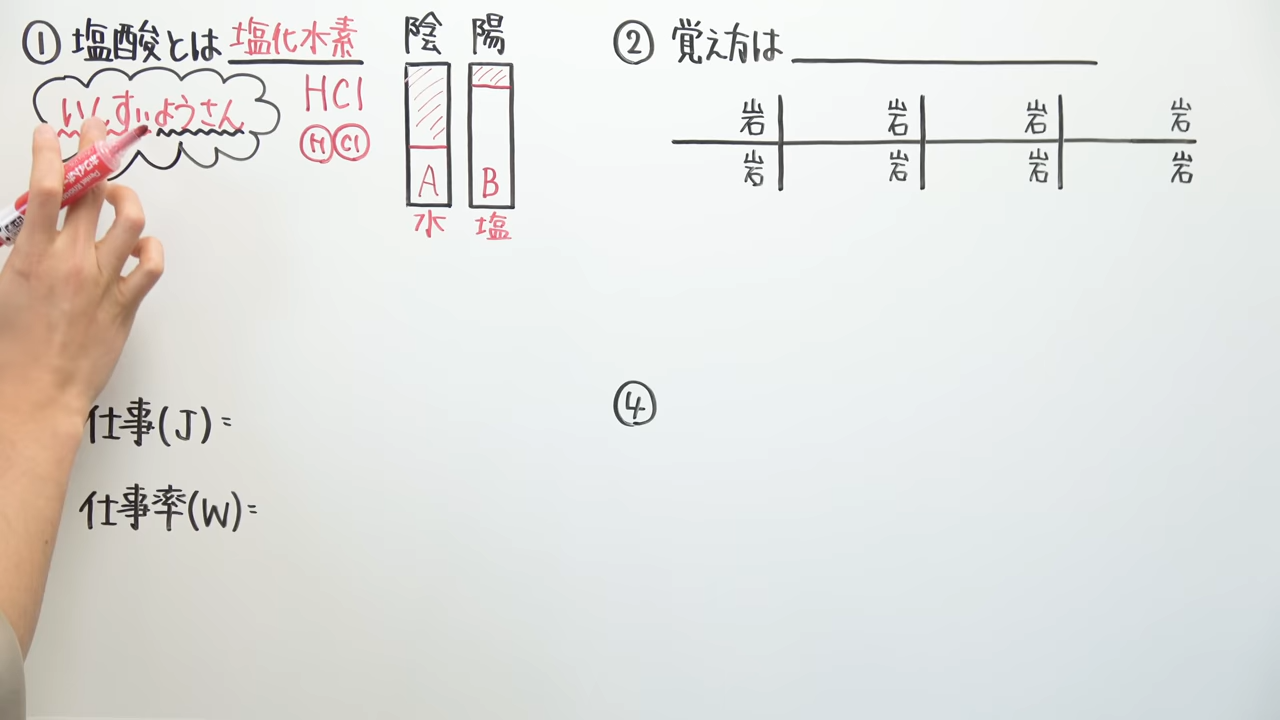 ① 塩酸とは 塩化水素
いんすいようさん
HCl
H Cl
陰 陽
A B
水 塩
② 覚え方は
岩 岩 岩 岩
岩 岩 岩 岩
仕事(J)=
仕事率(W)=
④